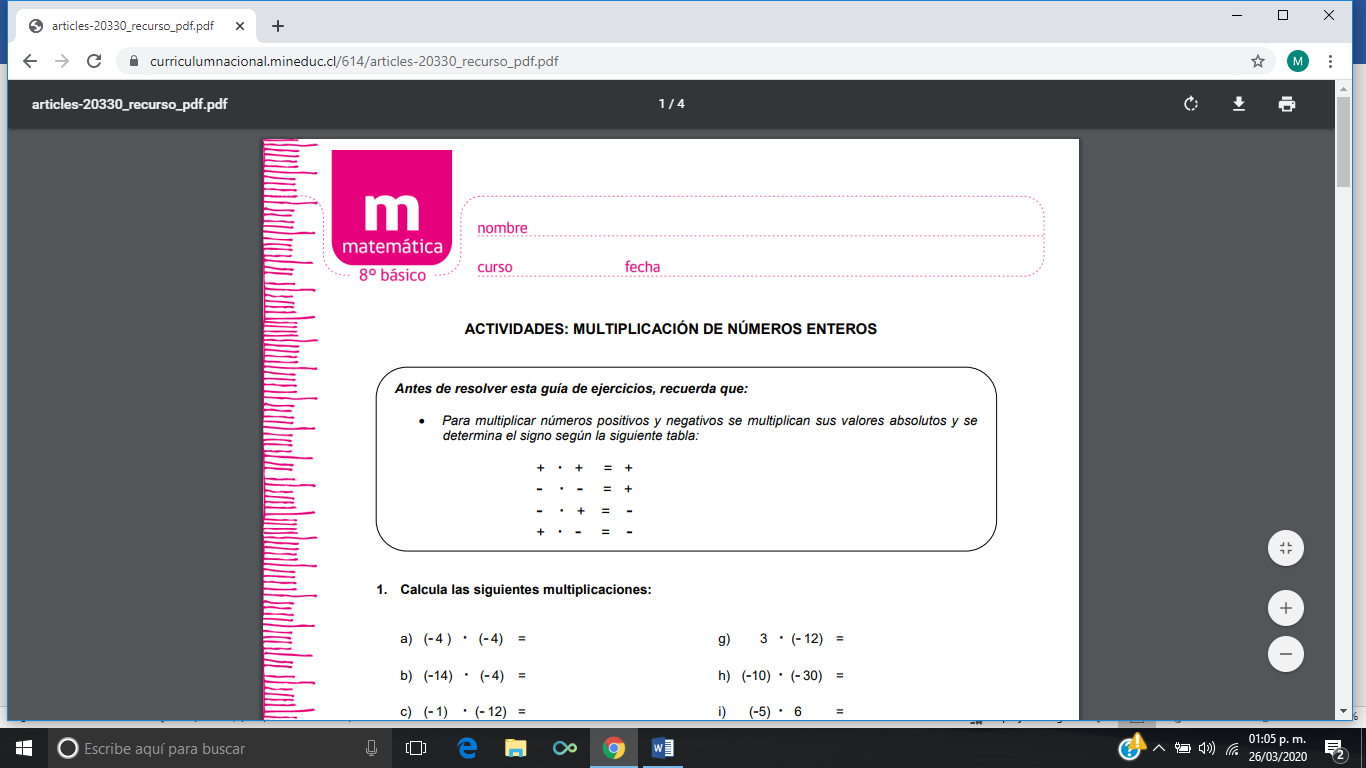 articles-20330_recurso_pdf.pdf
curriculumnacional.mineduc.cl/614/articles-20330_recurso_pdf.pdf
M
articles-20330_recurso_pdf.pdf
1 / 4
m
matemática
8º básico
nombre
curso fecha
ACTIVIDADES: MULTIPLICACIÓN DE NÚMEROS ENTEROS
Antes de resolver esta guía de ejercicios, recuerda que:
• Para multiplicar números positivos y negativos se multiplican sus valores absolutos y se
determina el signo según la siguiente tabla:
+ · + = +
- · - = +
- · + = -
+ · - = -
1. Calcula las siguientes multiplicaciones:
a) (- 4 ) · (- 4) = g) 3 · (- 12) =
b) (-14) · (- 4) = h) (-10) · (- 30) =
c) (- 1) · (- 12) = i) (-5) · 6 =
%
Escribe aquí para buscar
01:05 p. m.
26/03/2020
2